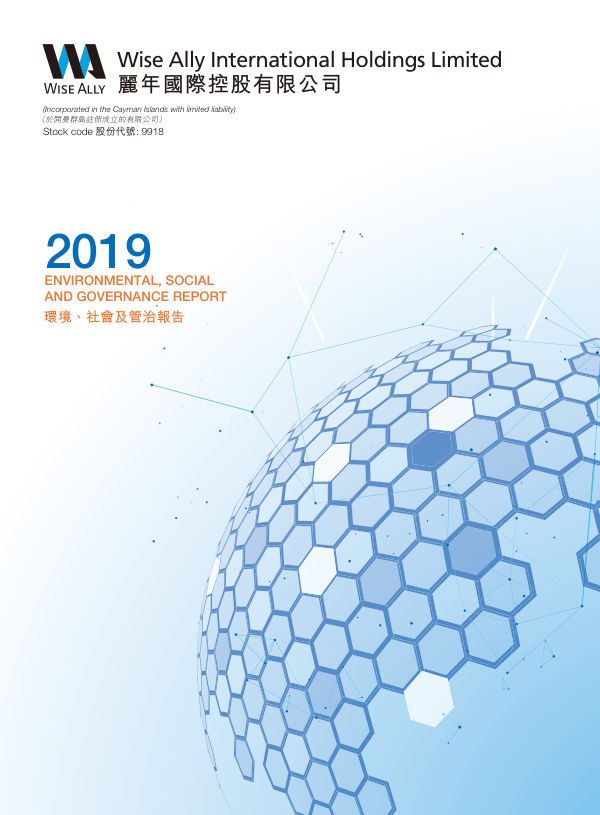 WISE ALLY
Wise Ally International Holdings Limited
麗年國際控股有限公司
(Incorporated in the Cayman Islands with limited liability)
(於開曼群島註冊成立的有限公司)
Stock code 股份代號: 9918
2019
ENVIRONMENTAL, SOCIAL
AND GOVERNANCE REPORT
環境、社會及管治報告